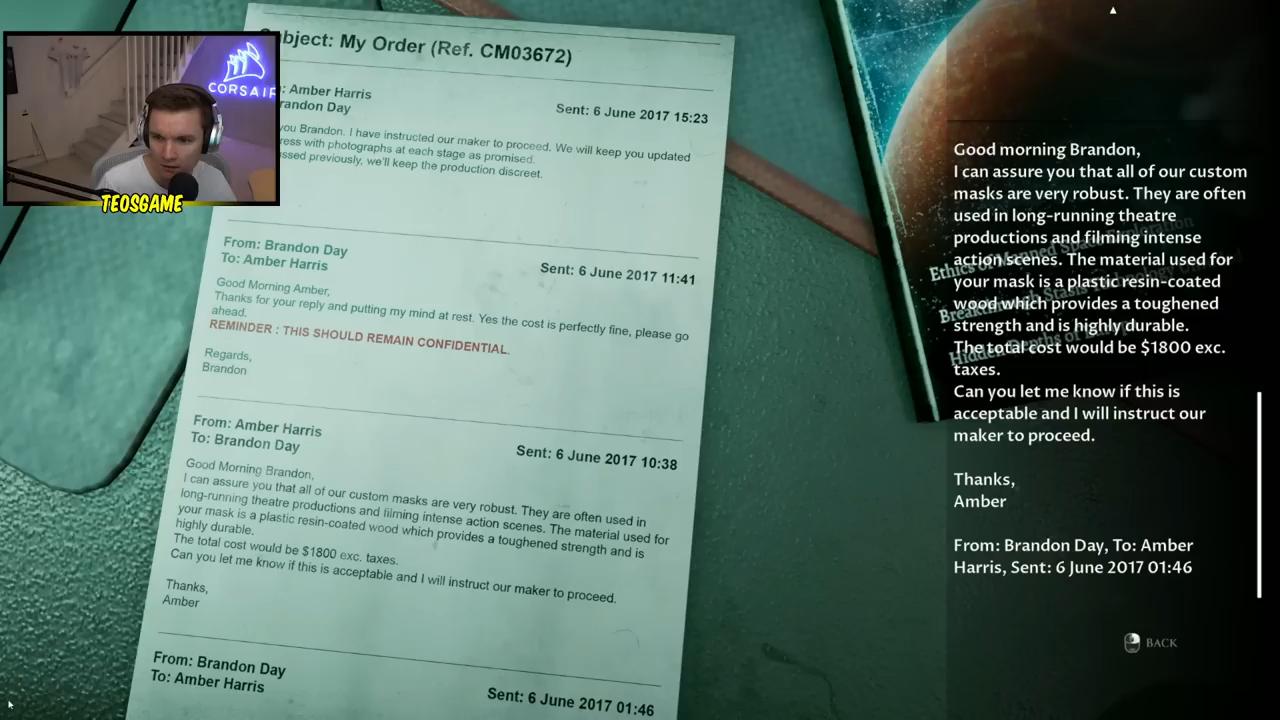 Subject: My Order (Ref. CM03672)
CORSAIR
TEOSGAME
: Amber Harris
randon Day
Sent: 6 June 2017 15:23
you Brandon. I have instructed our maker to proceed. We will keep you updated
ress with photographs at each stage as promised.
ssed previously, we'll keep the production discreet.
From: Brandon Day
To: Amber Harris
Sent: 6 June 2017 11:41
Good Morning Amber,
Thanks for your reply and putting my mind at rest. Yes the cost is perfectly fine, please go
ahead.
REMINDER : THIS SHOULD REMAIN CONFIDENTIAL.
Regards,
Brandon
From: Amber Harris
To: Brandon Day
Sent: 6 June 2017 10:38
Good Morning Brandon,
I can assure you that all of our custom masks are very robust. They are often used in
long-running theatre productions and filming intense action scenes. The material used for
your mask is a plastic resin-coated wood which provides a toughened strength and is
highly durable.
The total cost would be $1800 exc. taxes.
Can you let me know if this is acceptable and I will instruct our maker to proceed.
Thanks,
Amber
From: Brandon Day
To: Amber Harris
Sent: 6 June 2017 01:46
Good morning Brandon,
I can assure you that all of our custom
masks are very robust. They are often
used in long-running theatre
productions and filming intense
action scenes. The material used for
your mask is a plastic resin-coated
wood which provides a toughened
strength and is highly durable.
The total cost would be $1800 exc.
taxes.
Can you let me know if this is
acceptable and I will instruct our
maker to proceed.
Thanks,
Amber
From: Brandon Day, To: Amber
Harris, Sent: 6 June 2017 01:46
Ethics of Manned Space Exploration
Breakthrough Stasis Technology
Hidden Depths of
BACK